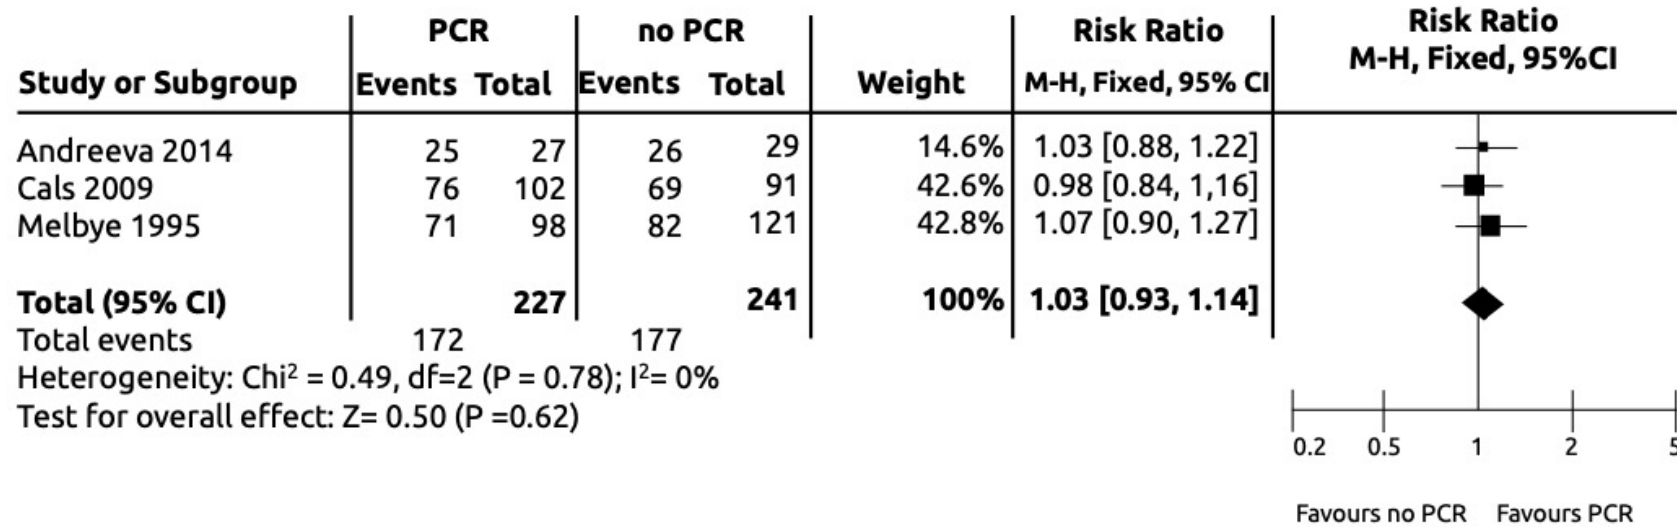 PCR no PCR Risk Ratio Risk Ratio
Study or Subgroup Events Total Events Total Weight M-H, Fixed, 95% CI M-H, Fixed, 95%CI
Andreeva 2014 25 27 26 29 14.6% 1.03 [0.88, 1.22]
Cals 2009 76 102 69 91 42.6% 0.98 [0.84, 1,16]
Melbye 1995 71 98 82 121 42.8% 1.07 [0.90, 1.27]
Total (95% CI) 227 241 100% 1.03 [0.93, 1.14]
Total events 172 177
Heterogeneity: Chi² = 0.49, df=2 (P = 0.78); I²= 0%
Test for overall effect: Z= 0.50 (P =0.62)
0.2 0.5 1 2 5
Favours no PCR Favours PCR